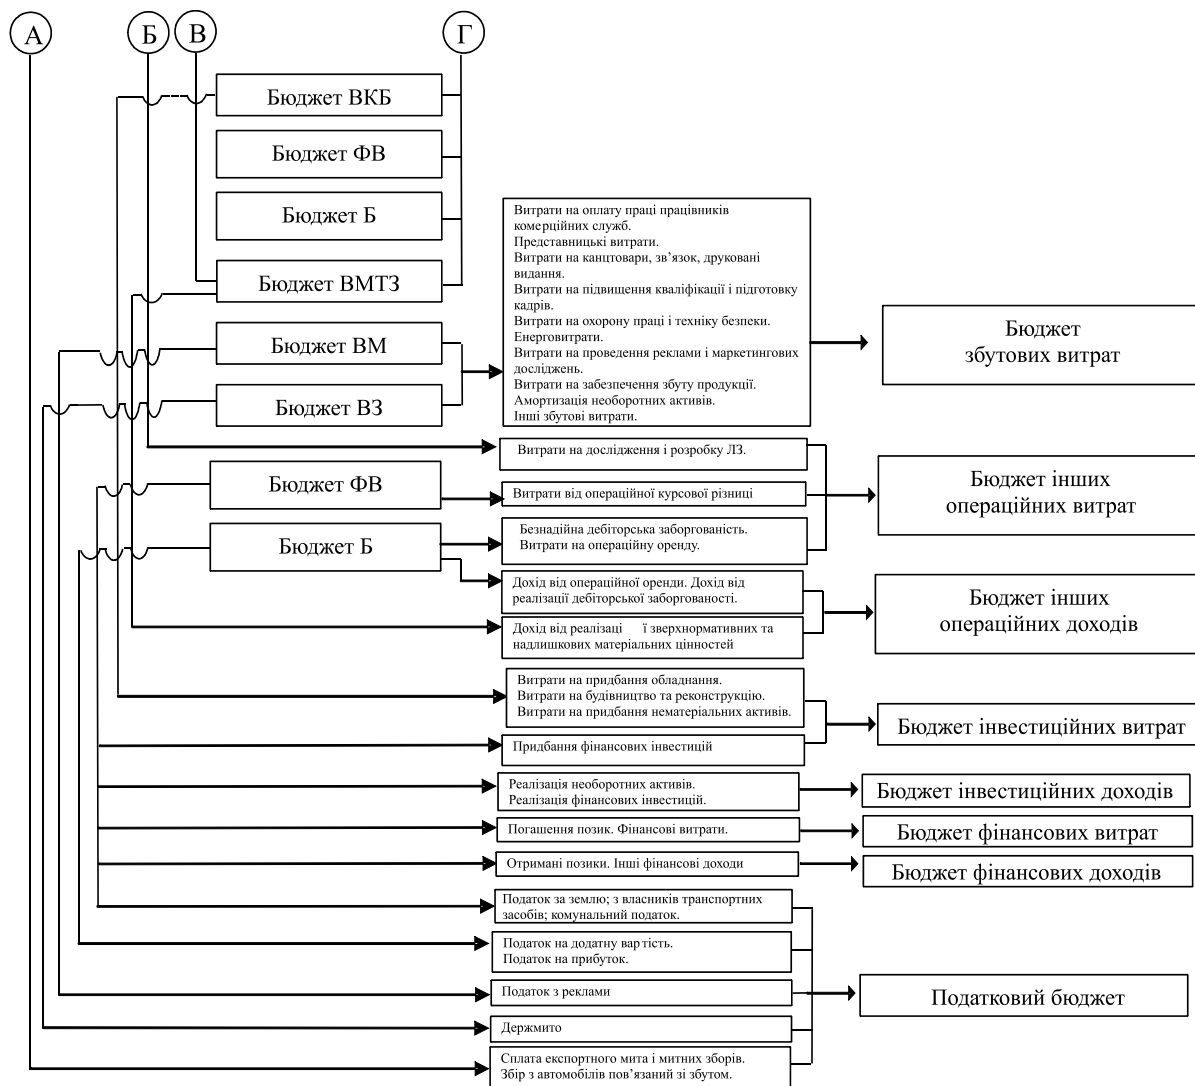 А
Б
В
Г
Бюджет ВКБ
Бюджет ФВ
Бюджет Б
Бюджет ВМТЗ
Бюджет ВМ
Бюджет ВЗ
Витрати на оплату праці працівників
комерційних служб.
Представницькі витрати.
Витрати на канцтовари, зв’язок, друковані
видання.
Витрати на підвищення кваліфікації і підготовку
кадрів.
Витрати на охорону праці і техніку безпеки.
Енерговитрати.
Витрати на проведення реклами і маркетингових
досліджень.
Витрати на забезпечення збуту продукції.
Амортизація необоротних активів.
Інші збутові витрати.
Бюджет
збутових витрат
Витрати на дослідження і розробку ЛЗ.
Бюджет ФВ
Витрати від операційної курсової різниці
Бюджет інших
операційних витрат
Бюджет Б
Безнадійна дебіторська заборгованість.
Витрати на операційну оренду.
Дохід від операційної оренди. Дохід від
реалізації дебіторської заборгованості.
Бюджет інших
операційних доходів
Дохід від реалізаці ї зверхнормативних та
надлишкових матеріальних цінностей
Витрати на придбання обладнання.
Витрати на будівництво та реконструкцію.
Витрати на придбання нематеріальних активів.
Бюджет інвестиційних витрат
Придбання фінансових інвестицій
Реалізація необоротних активів.
Реалізація фінансових інвестицій.
Бюджет інвестиційних доходів
Погашення позик. Фінансові витрати.
Бюджет фінансових витрат
Отримані позики. Інші фінансові доходи
Бюджет фінансових доходів
Податок за землю; з власників транспортних
засобів; комунальний податок.
Податок на додатну вар тість.
Податок на прибуток.
Податок з реклами
Податковий бюджет
Держмито
Сплата експортного мита і митних зборів.
Збір з автомобілів пов’язаний зі збутом.